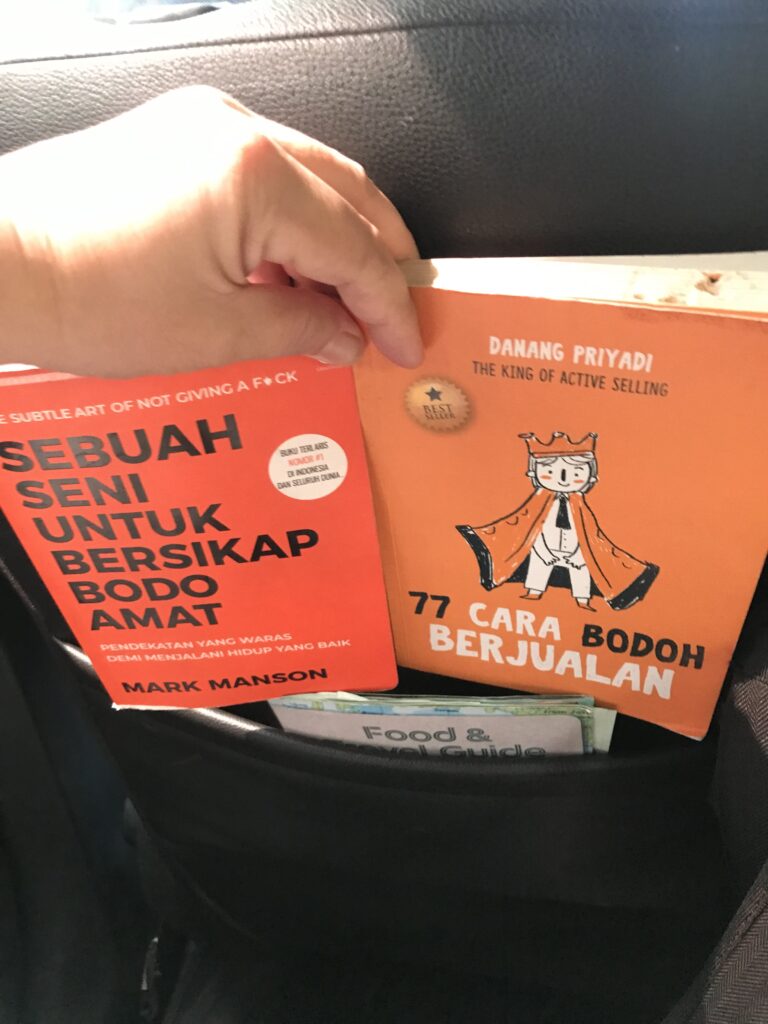 SUBTLE ART OF NOT GIVING A F*CK
SEBUAH
SENI
UNTUK
BERSIKAP
BODO
AMAT
BUKU TERLARIS
NOMOR #1
DI INDONESIA
DAN SELURUH DUNIA...
PENDEKATAN YANG WARAS
DEMI MENJALANI HIDUP YANG BAIK
MARK MANSON
DANANG PRIYADI
THE KING OF ACTIVE SELLING
BEST
SELLER
77 CARA BODOH
BERJUALAN
Food &
Travel Guide